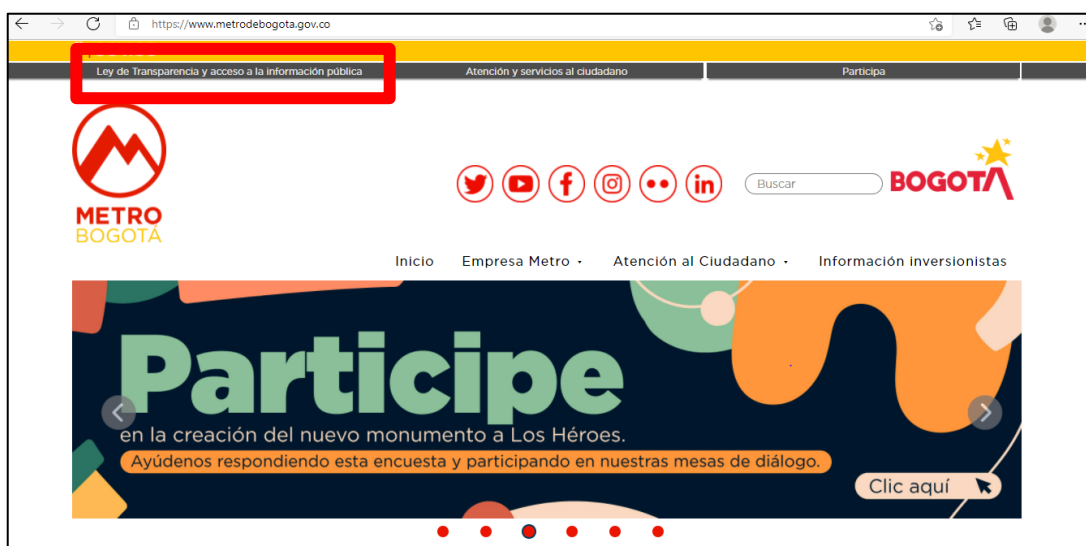 https://www.metrodebogota.gov.co
Ley de Transparencia y acceso a la información pública
Atención y servicios al ciudadano
Participa
METRO
BOGOTÁ
Buscar
BOGOTÁ
Inicio
Empresa Metro
Atención al Ciudadano
Información inversionistas
Participe
en la creación del nuevo monumento a Los Héroes.
Ayúdenos respondiendo esta encuesta y participando en nuestras mesas de diálogo.
Clic aquí